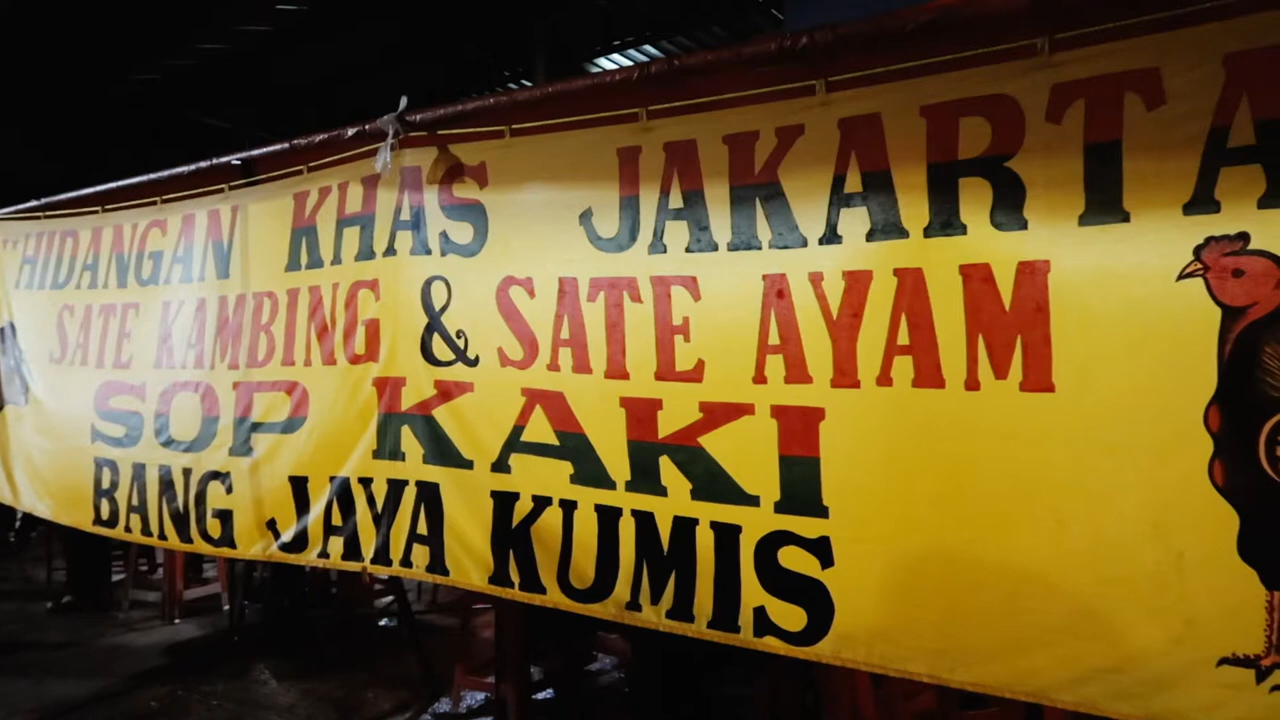 "HIDANGAN KHAS JAKARTA
SATE KAMBING & SATE AYAM
SOP KAKI
BANG JAYA KUMIS